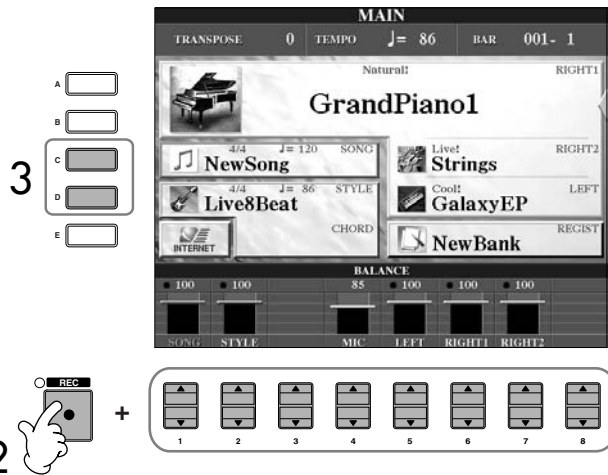 MAIN
TRANSPOSE 0 TEMPO ♩= 86 BAR 001- 1
Natural! RIGHT1
GrandPiano1
4/4 ♩= 120 SONG
NewSong
Live! RIGHT2
Strings
4/4 ♩= 86 STYLE
Live8Beat
Cool! LEFT
GalaxyEP
INTERNET
CHORD
REGIST
NewBank
BALANCE
100 100 85 100 100 100
SONG STYLE MIC LEFT RIGHT1 RIGHT2
A
B
3
C
D
E
REC
2
+
1 2 3 4 5 6 7 8